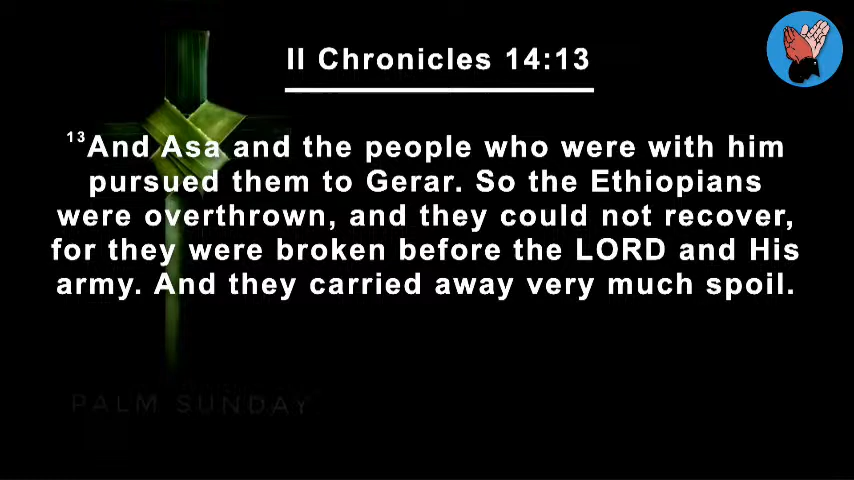 II Chronicles 14:13
13And Asa and the people who were with him
pursued them to Gerar. So the Ethiopians
were overthrown, and they could not recover,
for they were broken before the LORD and His
army. And they carried away very much spoil.
PALM SUNDAY